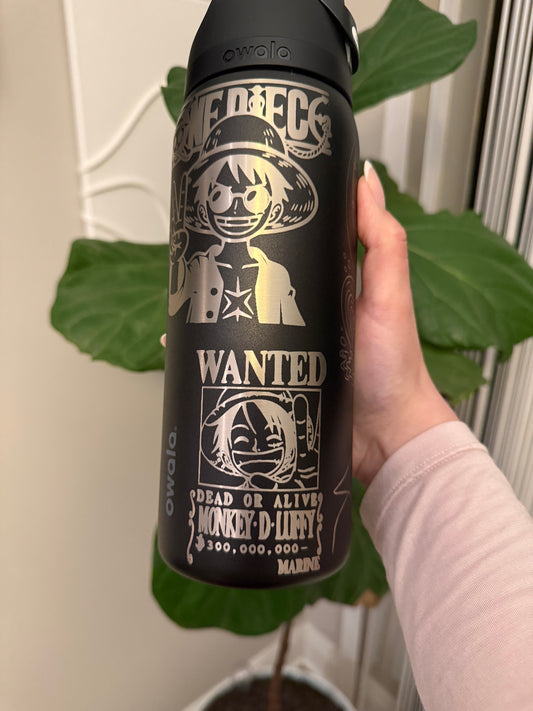 owala
ONE PIECE
WANTED
DEAD OR ALIVE
MONKEY·D·LUFFY
300,000,000-
MARINE
owala